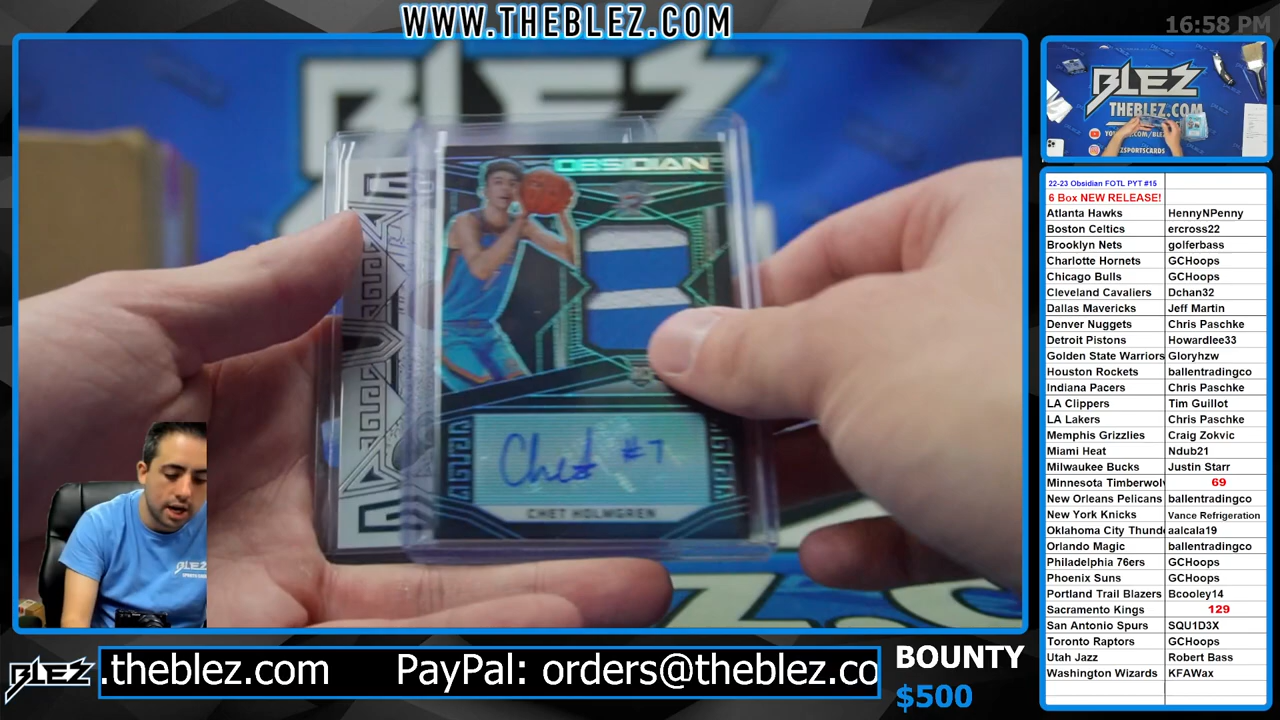 WWW.THEBLEZ.COM
16:58 PM
BLEZ
OBSIDIAN
Chet #7
CHET HOLMGREN
BLEZ
BLEZ
THEBLEZ.COM
22-23 Obsidian FOTL PYT #15
6 Box NEW RELEASE!
Atlanta Hawks HennyNPenny
Boston Celtics ercross22
Brooklyn Nets golferbass
Charlotte Hornets GCHoops
Chicago Bulls GCHoops
Cleveland Cavaliers Dchan32
Dallas Mavericks Jeff Martin
Denver Nuggets Chris Paschke
Detroit Pistons Howardlee33
Golden State Warriors Gloryhzw
Houston Rockets ballentradingco
Indiana Pacers Chris Paschke
LA Clippers Tim Guillot
LA Lakers Chris Paschke
Memphis Grizzlies Craig Zokvic
Miami Heat Ndub21
Milwaukee Bucks Justin Starr
Minnesota Timberwol 69
New Orleans Pelicans ballentradingco
New York Knicks Vance Refrigeration
Oklahoma City Thund aalcala19
Orlando Magic ballentradingco
Philadelphia 76ers GCHoops
Phoenix Suns GCHoops
Portland Trail Blazers Bcooley14
Sacramento Kings 129
San Antonio Spurs SQU1D3X
Toronto Raptors GCHoops
Utah Jazz Robert Bass
Washington Wizards KFAWax
BLEZ
.theblez.com PayPal: orders@theblez.co
BOUNTY
$500